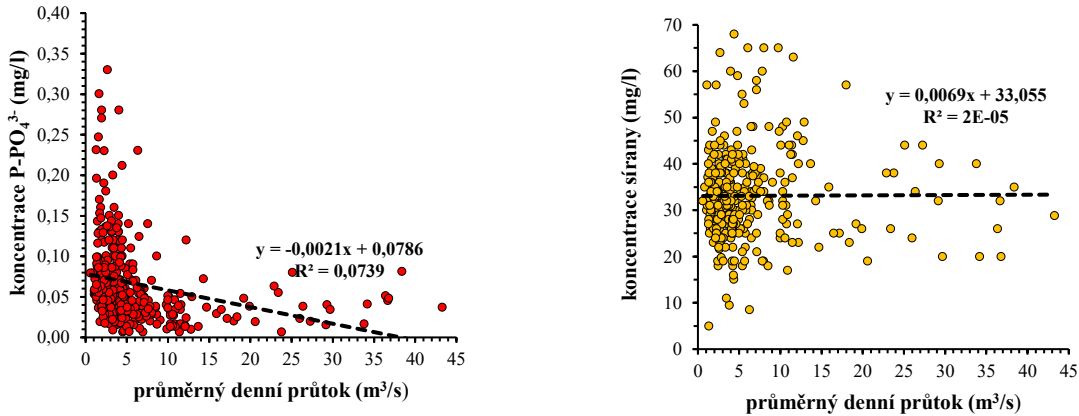 koncentrace P-PO₄³⁻ (mg/l)
0,40
0,35
0,30
0,25
0,20
0,15
0,10
0,05
0,00
y = -0,0021x + 0,0786
R² = 0,0739
0 5 10 15 20 25 30 35 40 45
průměrný denní průtok (m³/s)
koncentrace sírany (mg/l)
70
60
50
40
30
20
10
0
y = 0,0069x + 33,055
R² = 2E-05
0 5 10 15 20 25 30 35 40 45
průměrný denní průtok (m³/s)